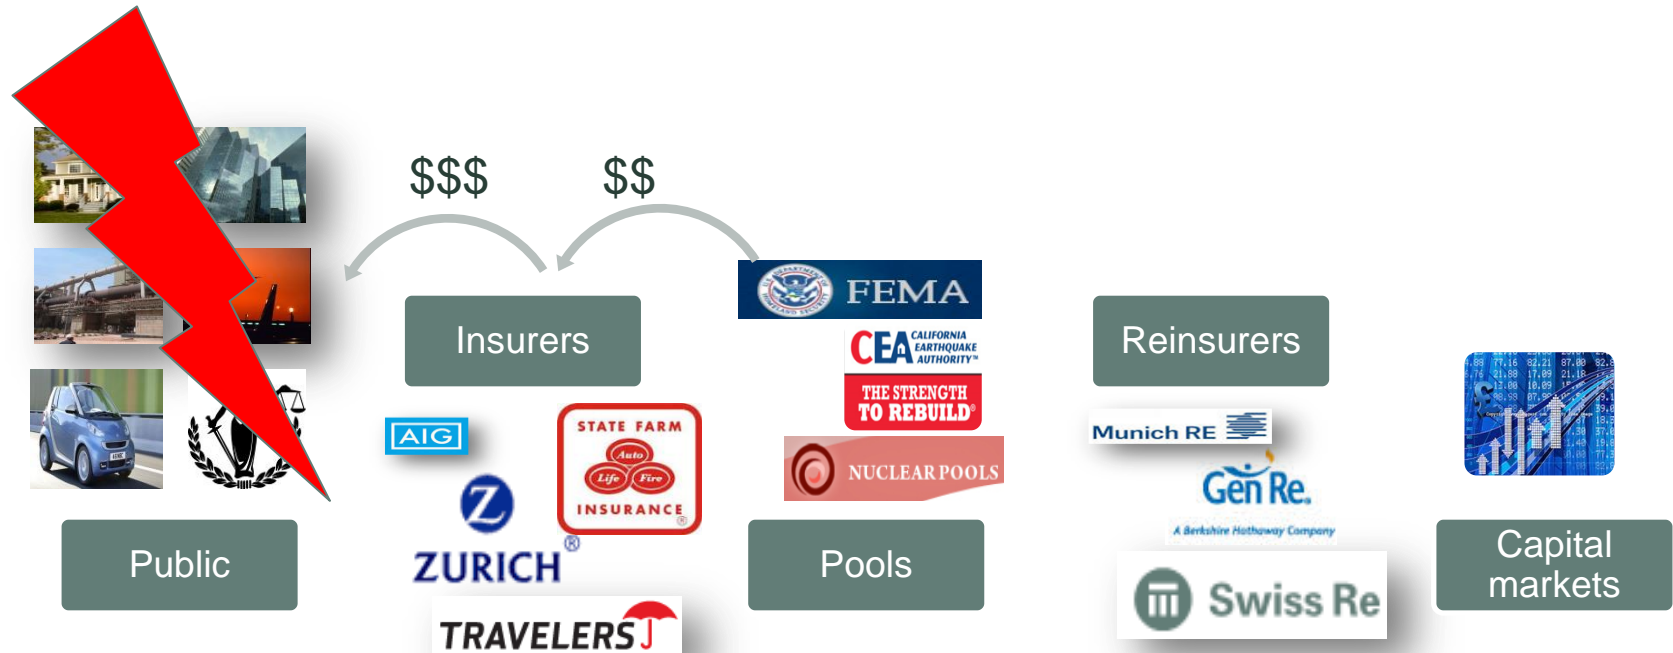 $$$
$$
FEMA
Insurers
CEA
CALIFORNIA
EARTHQUAKE
AUTHORITY™
THE STRENGTH
TO REBUILD®
Reinsurers
AIG
STATE FARM
Auto
Life
Fire
INSURANCE
®
NUCLEAR POOLS
Munich RE
Gen Re.
A Berkshire Hathaway Company
Z
ZURICH
®
Public
Pools
Swiss Re
Capital
markets
TRAVELERS